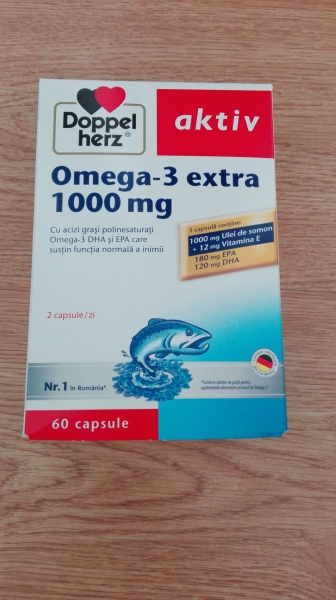 Doppel
herz®
aktiv
Omega-3 extra
1000 mg
Cu acizi grași polinesaturați
Omega-3 DHA și EPA care
susțin funcția normală a inimii
1 capsulă conține:
1000 mg Ulei de somon
+ 12 mg Vitamina E
180 mg EPA
120 mg DHA
2 capsule/zi
Nr.1 în România*
60 capsule